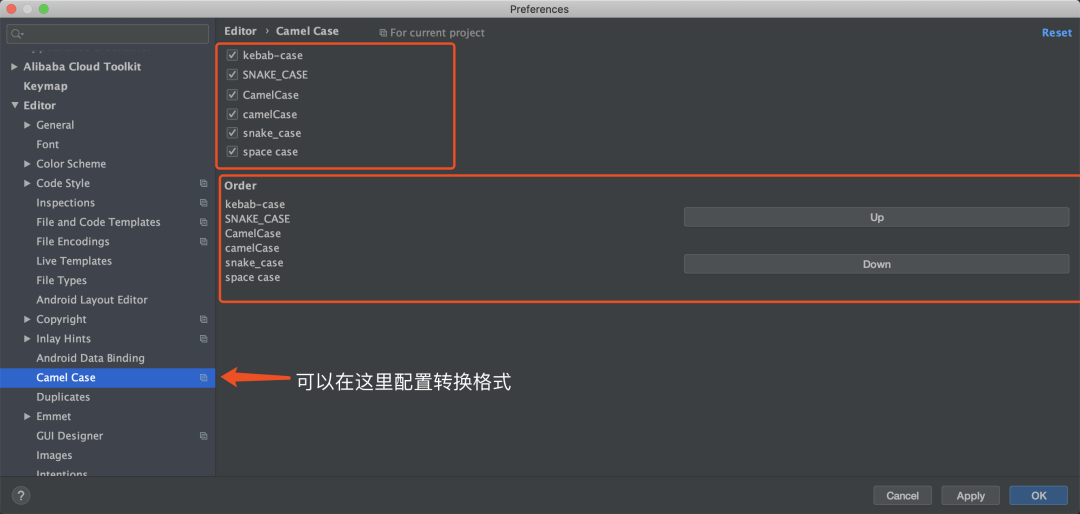 Preferences
Editor › Camel Case
For current project
Reset
Alibaba Cloud Toolkit
Keymap
Editor
General
Font
Color Scheme
Code Style
Inspections
File and Code Templates
File Encodings
Live Templates
File Types
Android Layout Editor
Copyright
Inlay Hints
Android Data Binding
Camel Case
Duplicates
Emmet
GUI Designer
Images
Intentions
kebab-case
SNAKE_CASE
CamelCase
camelCase
snake_case
space case
Order
kebab-case
SNAKE_CASE
CamelCase
camelCase
snake_case
space case
Up
Down
可以在这里配置转换格式
?
Cancel
Apply
OK